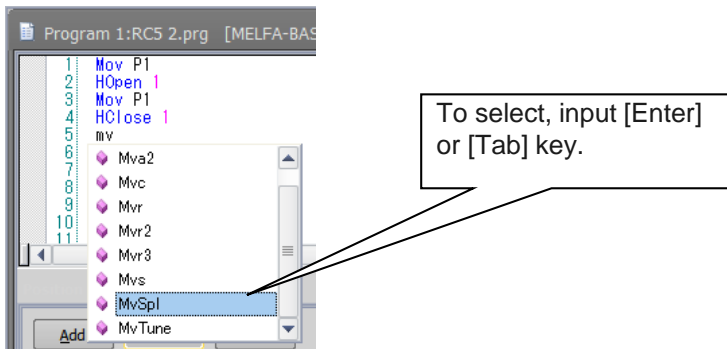 Program 1:RC5 2.prg [MELFA-BAS
1 Mov P1
2 HOpen 1
3 Mov P1
4 HClose 1
5 mv
6
7
8
9
10
11
Mva2
Mvc
Mvr
Mvr2
Mvr3
Mvs
MvSpl
MvTune
Add
To select, input [Enter]
or [Tab] key.